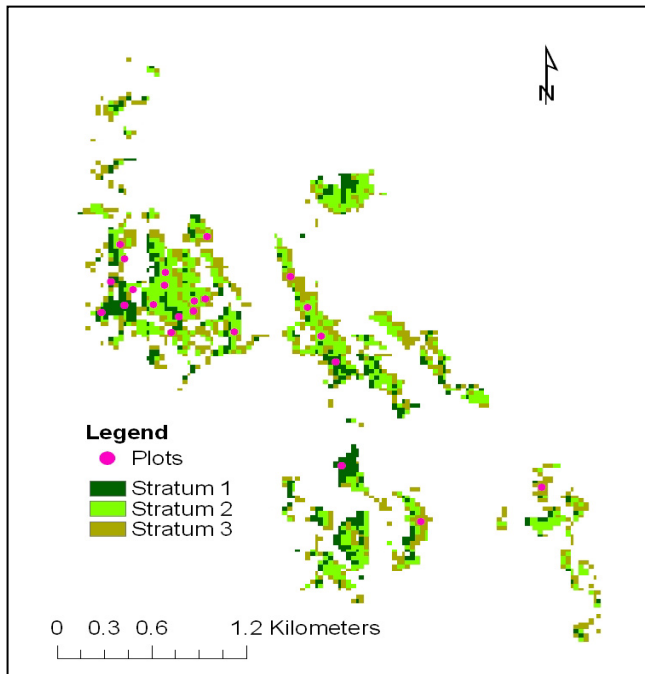 N
Legend
Plots
Stratum 1
Stratum 2
Stratum 3
0 0.3 0.6 1.2 Kilometers